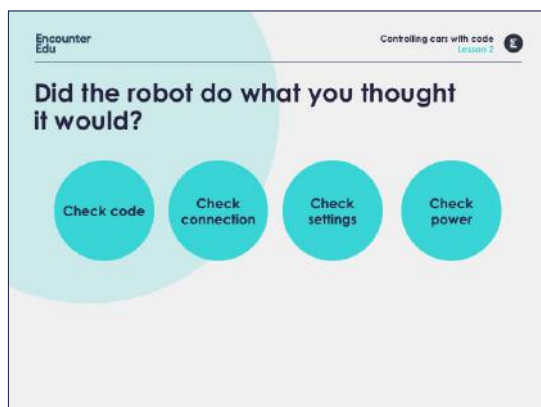 Encounter
Edu
Controlling cars with code
Lesson 2
E
Did the robot do what you thought
it would?
Check code
Check
connection
Check
settings
Check
power